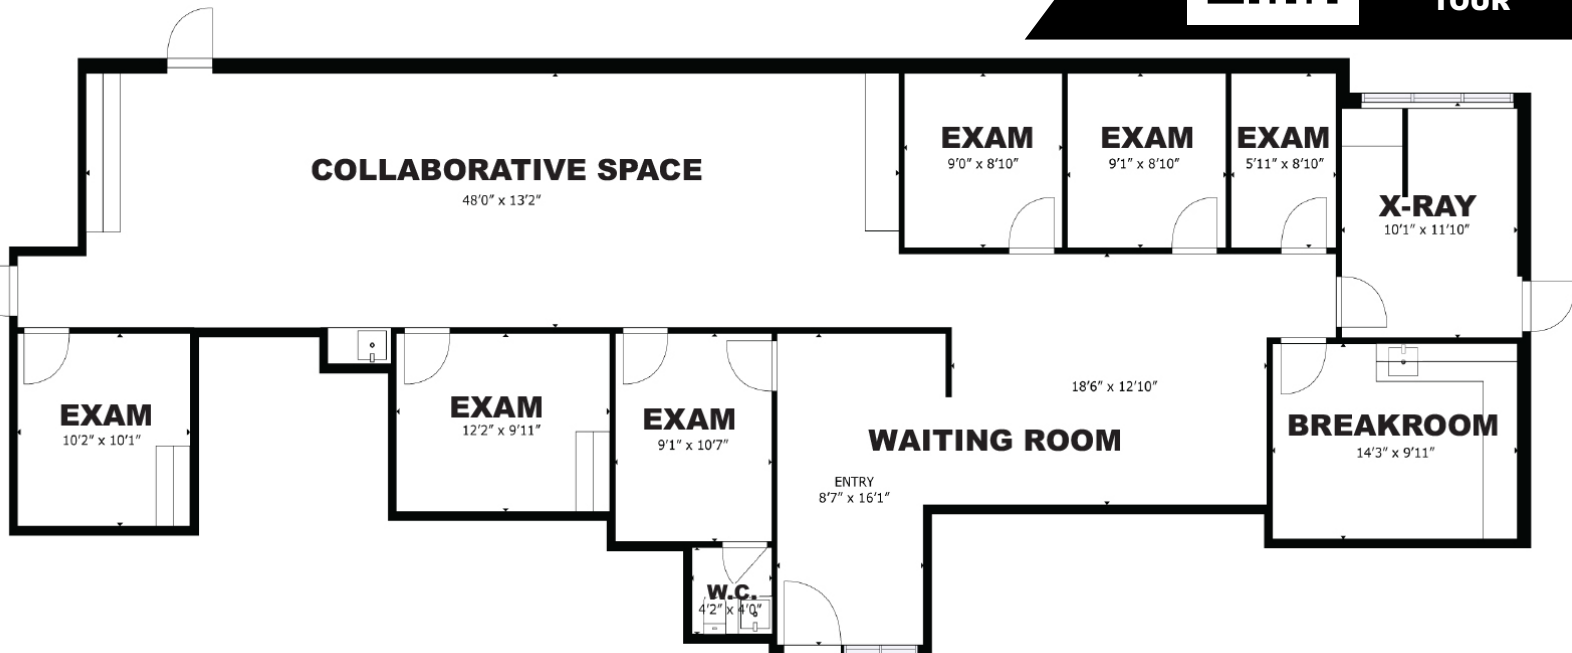 TOUR
EXAM
9'0" x 8'10"
EXAM
9'1" x 8'10"
EXAM
5'11" x 8'10"
COLLABORATIVE SPACE
48'0" x 13'2"
X-RAY
10'1" x 11'10"
EXAM
10'2" x 10'1"
EXAM
12'2" x 9'11"
EXAM
9'1" x 10'7"
18'6" x 12'10"
WAITING ROOM
BREAKROOM
14'3" x 9'11"
ENTRY
8'7" x 16'1"
W.C.
4'2" x 4'0"